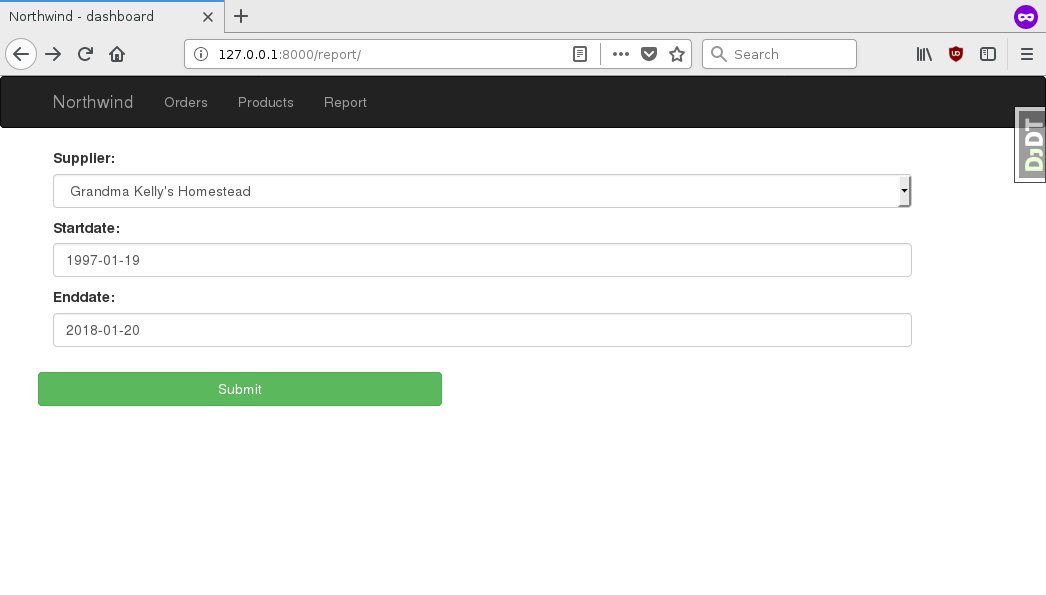 Northwind - dashboard
127.0.0.1:8000/report/
Search
Northwind Orders Products Report
DjDT
Supplier:
Grandma Kelly's Homestead
Startdate:
1997-01-19
Enddate:
2018-01-20
Submit